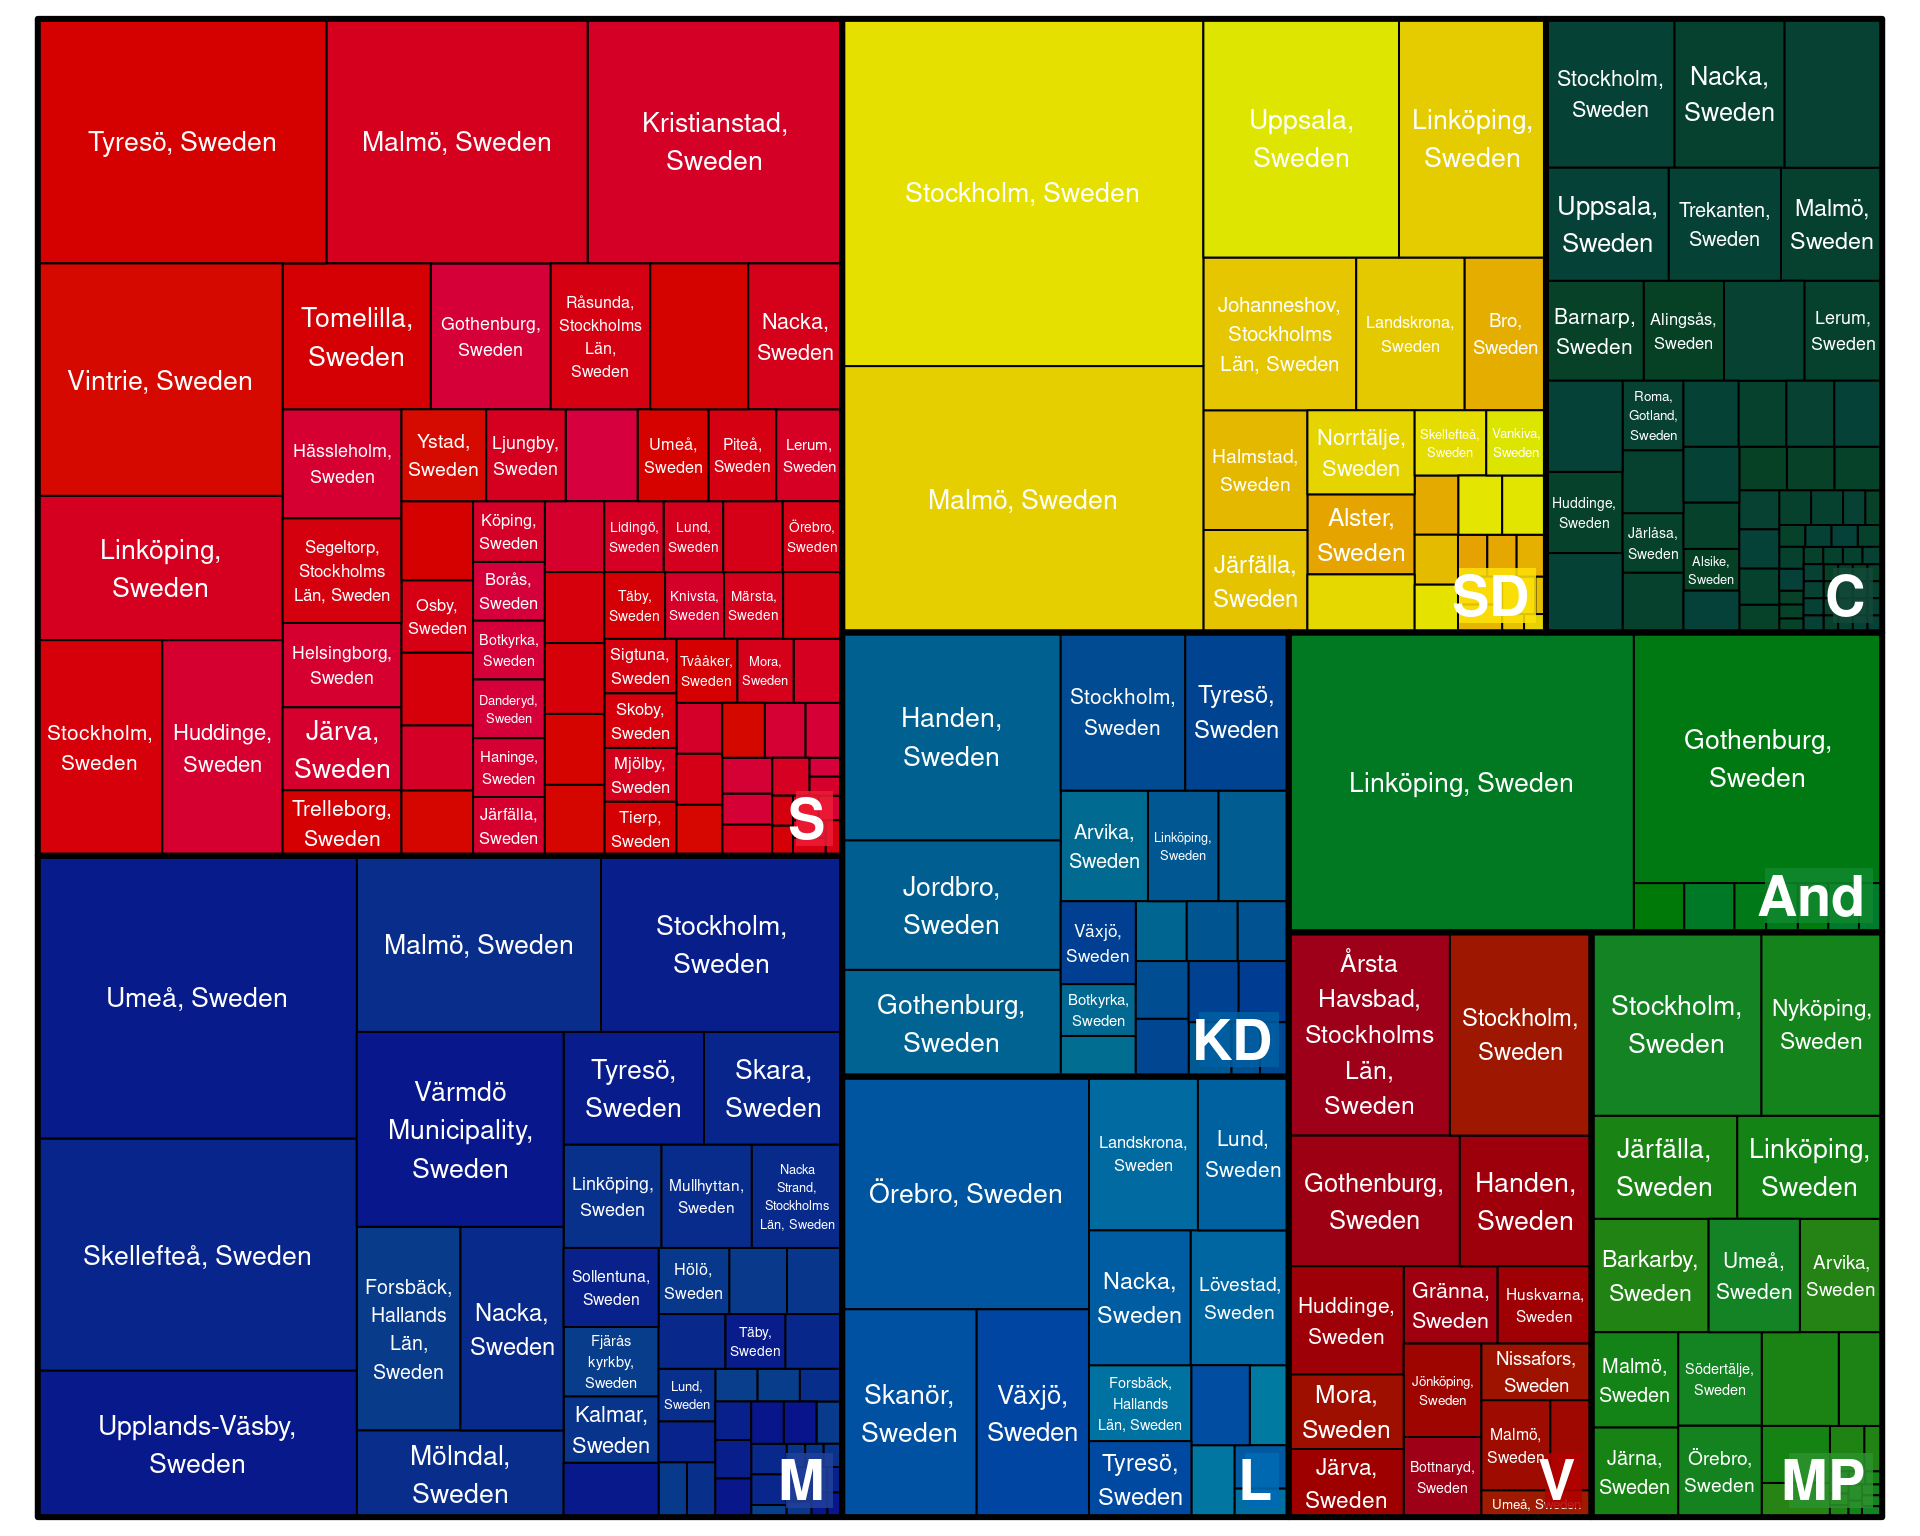 Tyresö, Sweden
Malmö, Sweden
Kristianstad,
Sweden
Vintrie, Sweden
Tomelilla,
Sweden
Gothenburg,
Sweden
Råsunda,
Stockholms
Län,
Sweden
Nacka,
Sweden
Linköping,
Sweden
Stockholm,
Sweden
Huddinge,
Sweden
Hässleholm,
Sweden
Ystad,
Sweden
Ljungby,
Sweden
Umeå,
Sweden
Piteå,
Sweden
Lerum,
Sweden
Segeltorp,
Stockholms
Län, Sweden
Helsingborg,
Sweden
Järva,
Sweden
Trelleborg,
Sweden
Osby,
Sweden
Köping,
Sweden
Borås,
Sweden
Botkyrka,
Sweden
Danderyd,
Sweden
Haninge,
Sweden
Järfälla,
Sweden
Lidingö,
Sweden
Lund,
Sweden
Örebro,
Sweden
Täby,
Sweden
Knivsta,
Sweden
Märsta,
Sweden
Sigtuna,
Sweden
Tvååker,
Sweden
Mora,
Sweden
Skoby,
Sweden
Mjölby,
Sweden
Tierp,
Sweden
S
Stockholm, Sweden
Malmö, Sweden
Uppsala,
Sweden
Linköping,
Sweden
Johanneshov,
Stockholms
Län, Sweden
Landskrona,
Sweden
Bro,
Sweden
Halmstad,
Sweden
Järfälla,
Sweden
Norrtälje,
Sweden
Alster,
Sweden
Skellefteå,
Sweden
Vankiva,
Sweden
SD
Stockholm,
Sweden
Nacka,
Sweden
Uppsala,
Sweden
Trekanten,
Sweden
Malmö,
Sweden
Barnarp,
Sweden
Alingsås,
Sweden
Lerum,
Sweden
Roma,
Gotland,
Sweden
Huddinge,
Sweden
Järlåsa,
Sweden
Alsike,
Sweden
C
Umeå, Sweden
Skellefteå, Sweden
Upplands-Väsby,
Sweden
Malmö, Sweden
Stockholm,
Sweden
Värmdö
Municipality,
Sweden
Tyresö,
Sweden
Skara,
Sweden
Forsbäck,
Hallands
Län,
Sweden
Nacka,
Sweden
Mölndal,
Sweden
Linköping,
Sweden
Mullhyttan,
Sweden
Nacka
Strand,
Stockholms
Län, Sweden
Sollentuna,
Sweden
Hölö,
Sweden
Fjärås
kyrkby,
Sweden
Täby,
Sweden
Kalmar,
Sweden
Lund,
Sweden
M
Handen,
Sweden
Jordbro,
Sweden
Gothenburg,
Sweden
Stockholm,
Sweden
Tyresö,
Sweden
Arvika,
Sweden
Linköping,
Sweden
Växjö,
Sweden
Botkyrka,
Sweden
KD
Linköping, Sweden
Gothenburg,
Sweden
And
Örebro, Sweden
Skanör,
Sweden
Växjö,
Sweden
Landskrona,
Sweden
Lund,
Sweden
Nacka,
Sweden
Lövestad,
Sweden
Forsbäck,
Hallands
Län, Sweden
Tyresö,
Sweden
L
Årsta
Havsbad,
Stockholms
Län,
Sweden
Stockholm,
Sweden
Gothenburg,
Sweden
Handen,
Sweden
Huddinge,
Sweden
Gränna,
Sweden
Huskvarna,
Sweden
Mora,
Sweden
Järva,
Sweden
Jönköping,
Sweden
Nissafors,
Sweden
Bottnaryd,
Sweden
Malmö,
Sweden
Umeå, Sweden
V
Stockholm,
Sweden
Nyköping,
Sweden
Järfälla,
Sweden
Linköping,
Sweden
Barkarby,
Sweden
Umeå,
Sweden
Arvika,
Sweden
Malmö,
Sweden
Södertälje,
Sweden
Järna,
Sweden
Örebro,
Sweden
MP